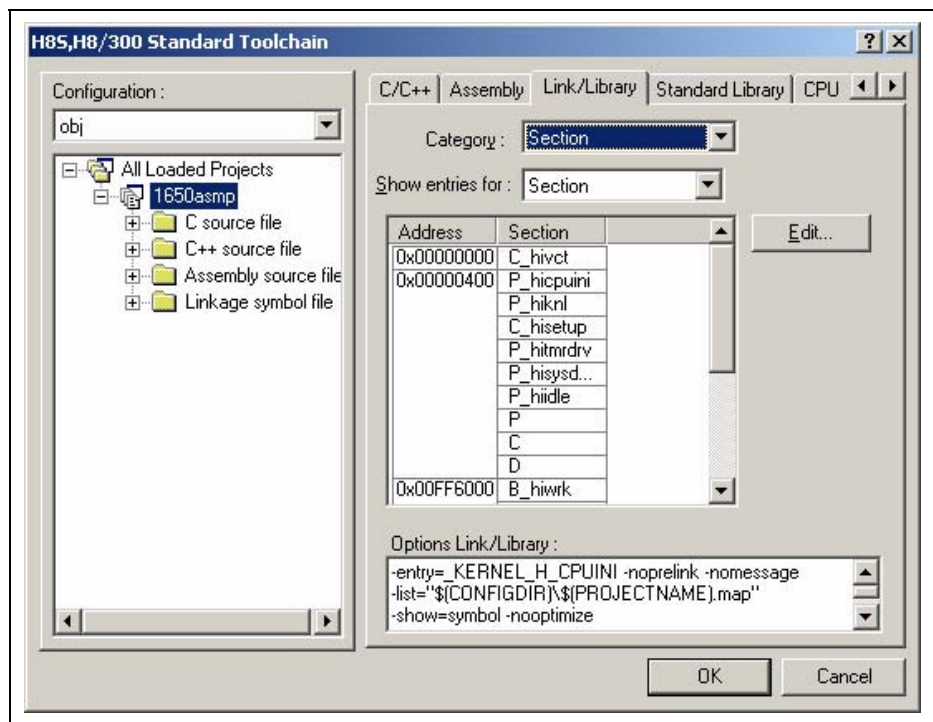 H8S,H8/300 Standard Toolchain
Configuration :
obj
All Loaded Projects
1650asmp
C source file
C++ source file
Assembly source file
Linkage symbol file
C/C++ Assembly Link/Library Standard Library CPU
Category : Section
Show entries for : Section
Address Section
0x00000000 C_hivct
0x00000400 P_hicpuini
P_hiknl
C_hisetup
P_hitmrdrv
P_hisysd...
P_hiidle
P
C
D
0x00FF6000 B_hiwrk
Edit...
Options Link/Library :
-entry=_KERNEL_H_CPUINI -noprelink -nomessage
-list="$(CONFIGDIR)\$(PROJECTNAME).map"
-show=symbol -nooptimize
OK Cancel